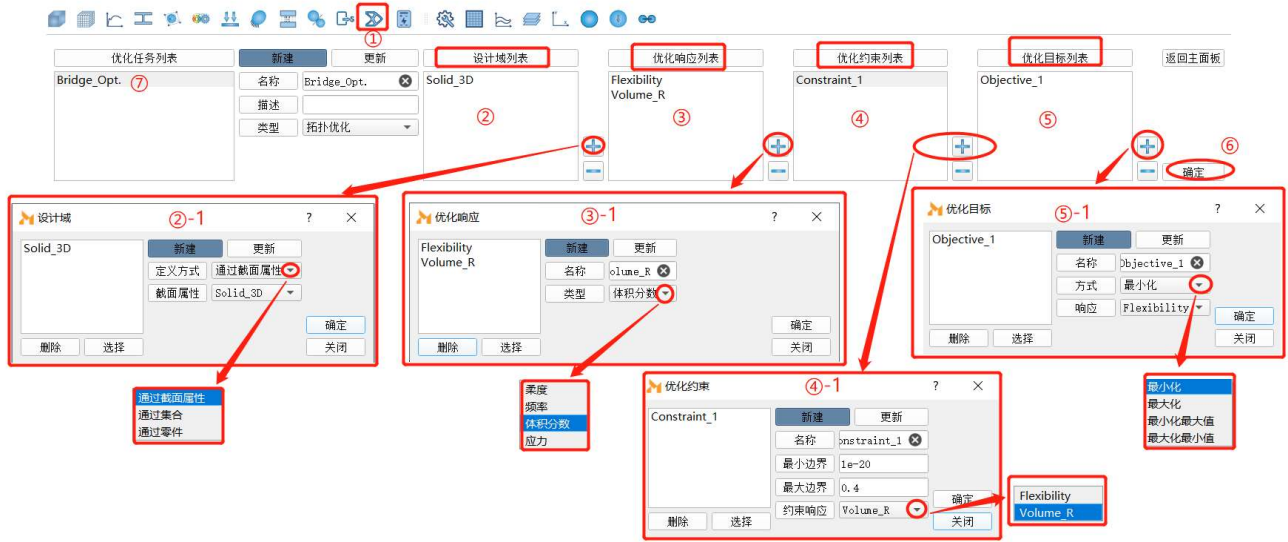 ①
优化任务列表 新建 更新 设计域列表 优化响应列表 优化约束列表 优化目标列表 返回主面板
Bridge_Opt. ⑦ 名称 Bridge_Opt. Solid_3D Flexibility Constraint_1 Objective_1
Volume_R
描述
类型 拓扑优化
② ③ ④ ⑤ ⑥
确定
设计域 ②-1 ? ×
Solid_3D 新建 更新
定义方式 通过截面属性
截面属性 Solid_3D
确定
删除 选择 关闭
通过截面属性
通过集合
通过零件
优化响应 ③-1 ? ×
Flexibility 新建 更新
Volume_R 名称 olume_R
类型 体积分数
确定
删除 选择 关闭
柔度
频率
体积分数
应力
优化约束 ④-1 ? ×
Constraint_1 新建 更新
名称 onstraint_1
最小边界 1e-20
最大边界 0.4
确定
约束响应 Volume_R
删除 选择 关闭
Flexibility
Volume_R
优化目标 ⑤-1 ? ×
Objective_1 新建 更新
名称 Objective_1
方式 最小化
响应 Flexibility 确定
删除 选择 关闭
最小化
最大化
最小化最大值
最大化最小值